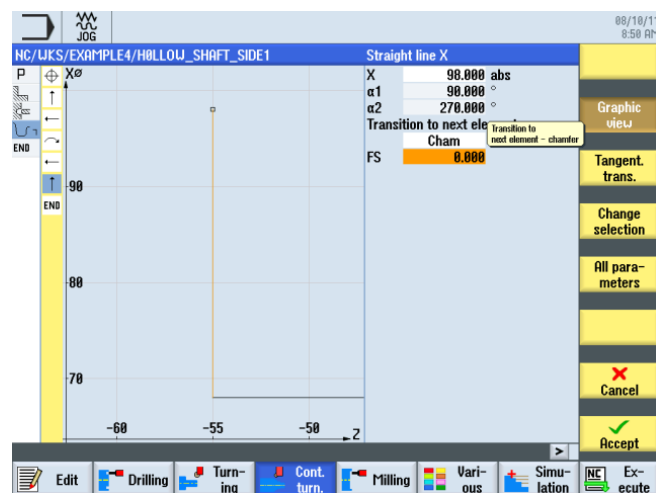 JOG
08/10/11
8:50 AM
NC/WKS/EXAMPLE4/HOLLOW_SHAFT_SIDE1
Straight line X
P
END
END
Xø
90
80
70
-60
-55
-50
Z
X 98.000 abs
α1 90.000 °
α2 270.000 °
Transition to next element
Transition to
next element - chamfer
Cham
FS 0.000
Graphic
view
Tangent.
trans.
Change
selection
All para-
meters
Cancel
Accept
>
Edit
Drilling
Turn-
ing
Cont.
turn.
Milling
Vari-
ous
Simu-
lation
NC
Ex-
ecute